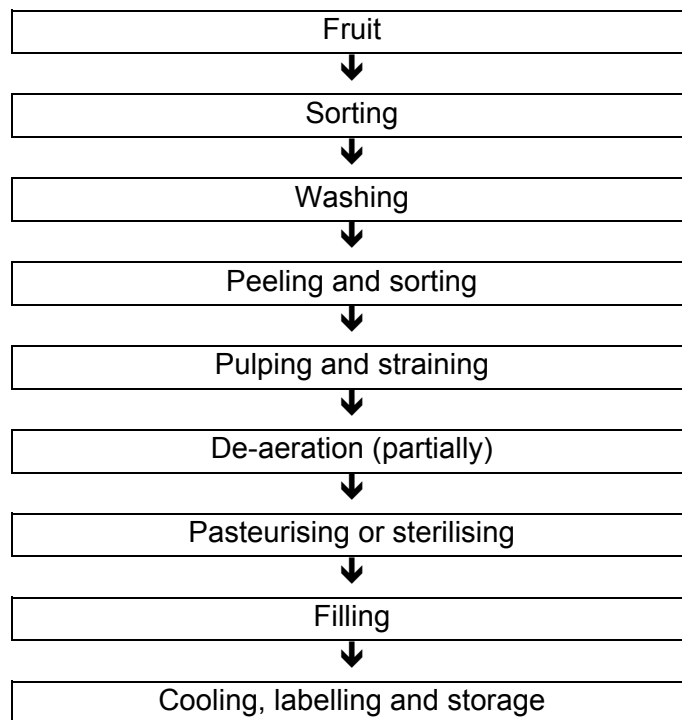 Fruit
Sorting
Washing
Peeling and sorting
Pulping and straining
De-aeration (partially)
Pasteurising or sterilising
Filling
Cooling, labelling and storage